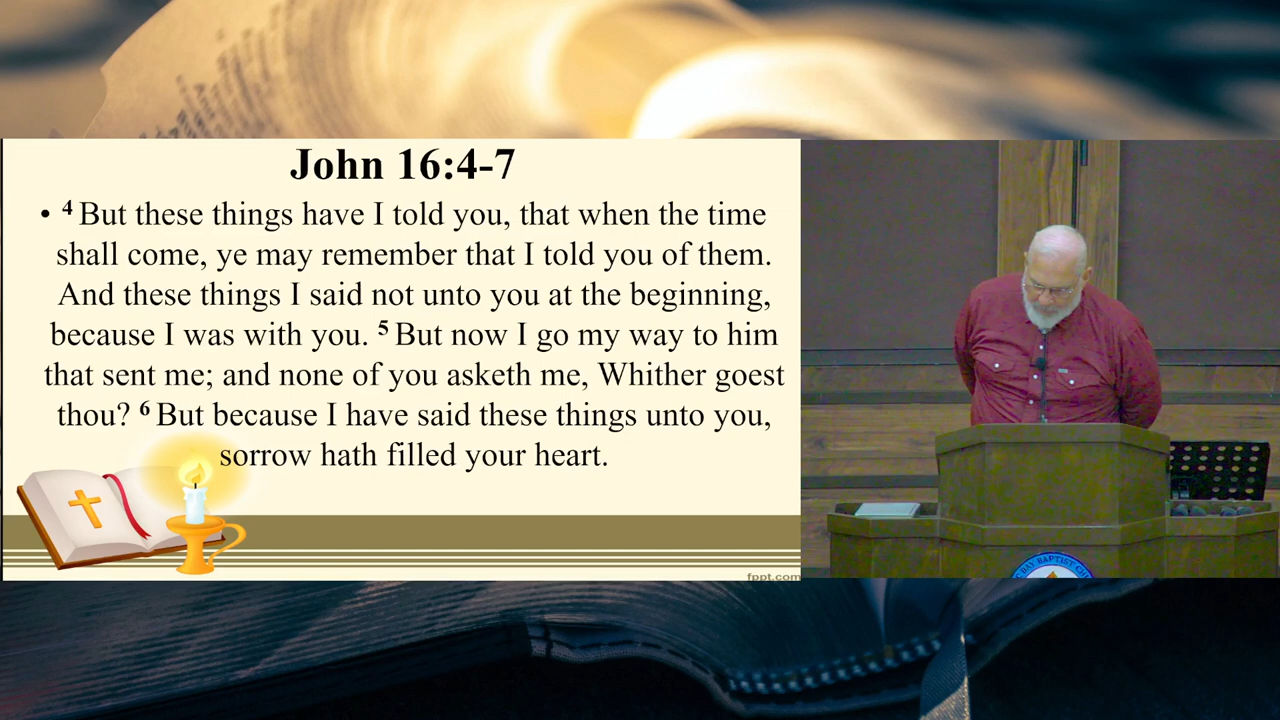 John 16:4-7
• 4 But these things have I told you, that when the time
shall come, ye may remember that I told you of them.
And these things I said not unto you at the beginning,
because I was with you. 5 But now I go my way to him
that sent me; and none of you asketh me, Whither goest
thou? 6 But because I have said these things unto you,
sorrow hath filled your heart.
fppt.com
BAY BAPTIST